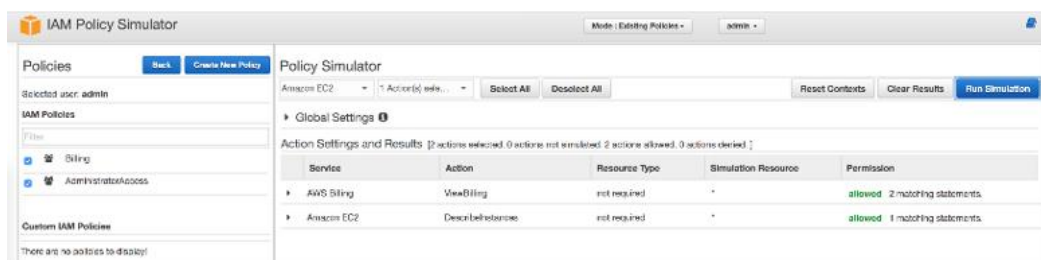 IAM Policy Simulator
Mode : Existing Policies
admin
Policies
Back
Create New Policy
Selected user: admin
IAM Policies
Filter
Billing
AdministratorAccess
Custom IAM Policies
There are no policies to display!
Policy Simulator
Amazon EC2
1 Action(s) sele...
Select All
Deselect All
Reset Contexts
Clear Results
Run Simulation
Global Settings
Action Settings and Results [2 actions selected. 0 actions not simulated. 2 actions allowed. 0 actions denied. ]
Service Action Resource Type Simulation Resource Permission
AWS Billing ViewBilling not required * allowed 2 matching statements.
Amazon EC2 DescribeInstances not required * allowed 1 matching statements.